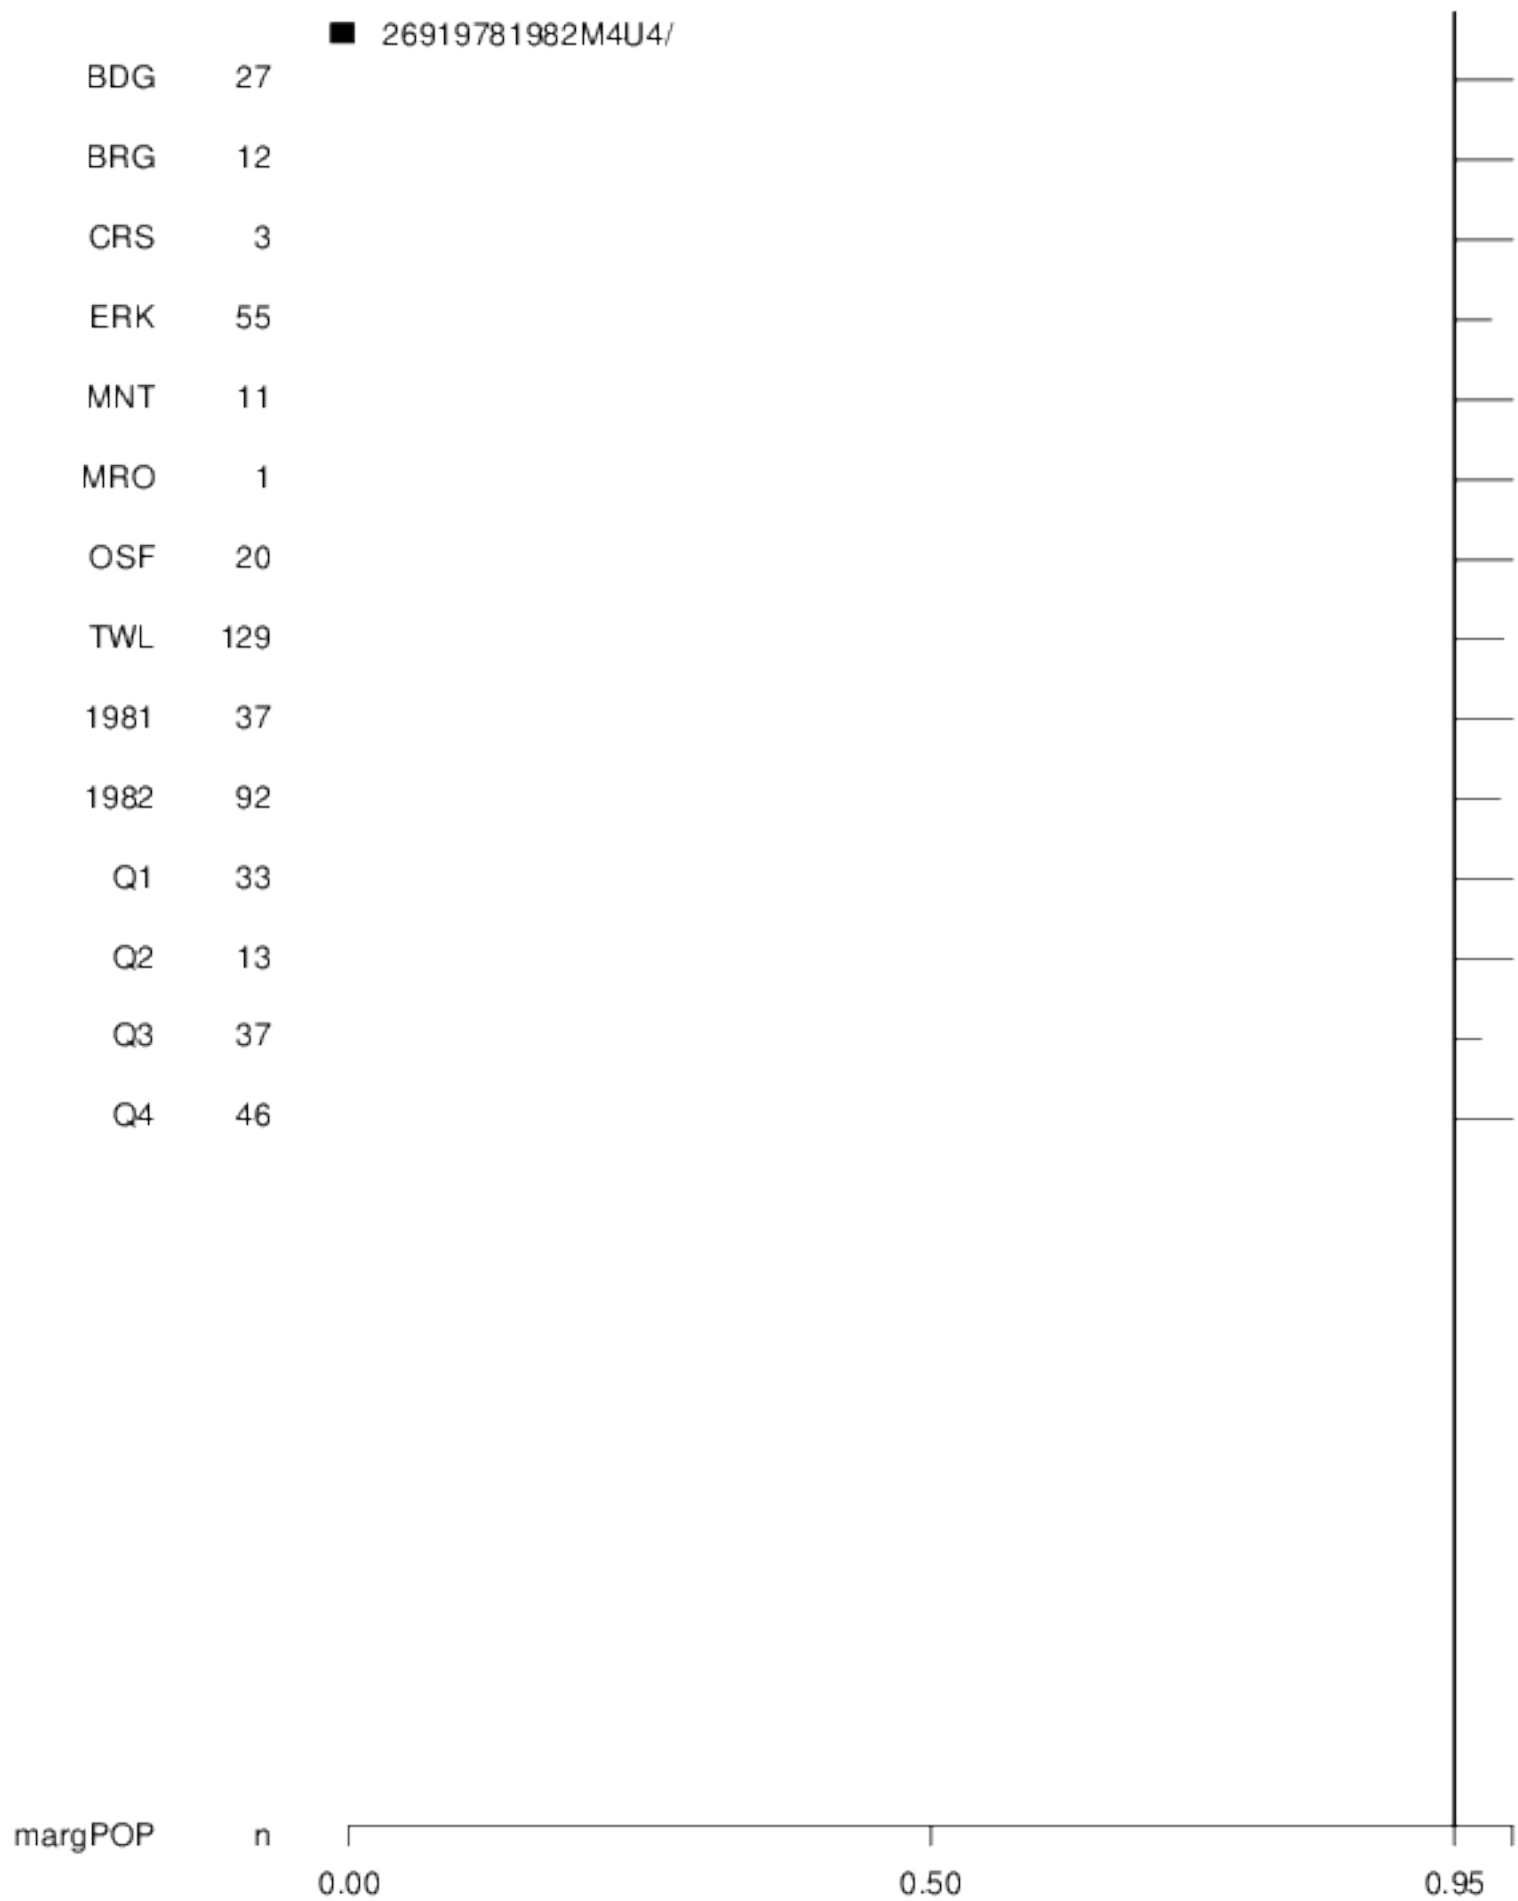 26919781982M4U4/
BDG 27
BRG 12
CRS 3
ERK 55
MNT 11
MRO 1
OSF 20
TWL 129
1981 37
1982 92
Q1 33
Q2 13
Q3 37
Q4 46
margPOP n
0.00 0.50 0.95